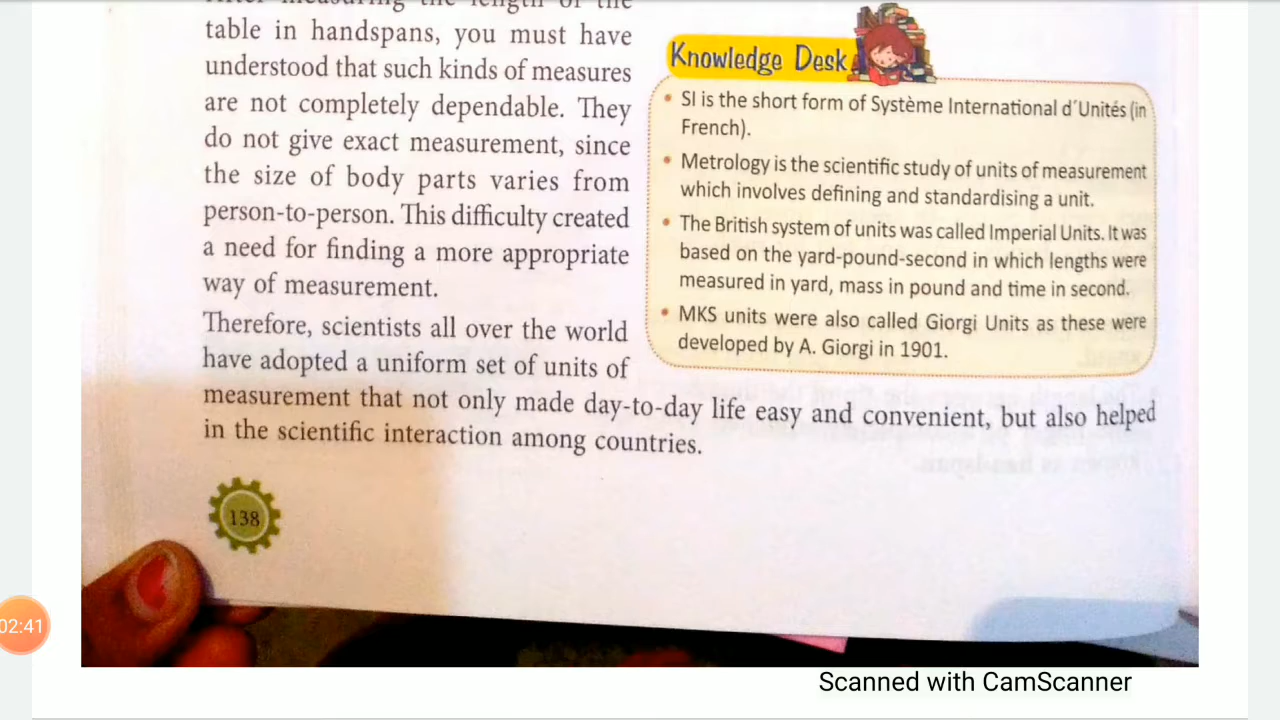 After measuring the length of the
table in handspans, you must have
understood that such kinds of measures
are not completely dependable. They
do not give exact measurement, since
the size of body parts varies from
person-to-person. This difficulty created
a need for finding a more appropriate
way of measurement.
Therefore, scientists all over the world
have adopted a uniform set of units of
measurement that not only made day-to-day life easy and convenient, but also helped
in the scientific interaction among countries.
Knowledge Desk
• SI is the short form of Système International d´Unités (in
French).
• Metrology is the scientific study of units of measurement
which involves defining and standardising a unit.
• The British system of units was called Imperial Units. It was
based on the yard-pound-second in which lengths were
measured in yard, mass in pound and time in second.
• MKS units were also called Giorgi Units as these were
developed by A. Giorgi in 1901.
138
02:41
Scanned with CamScanner